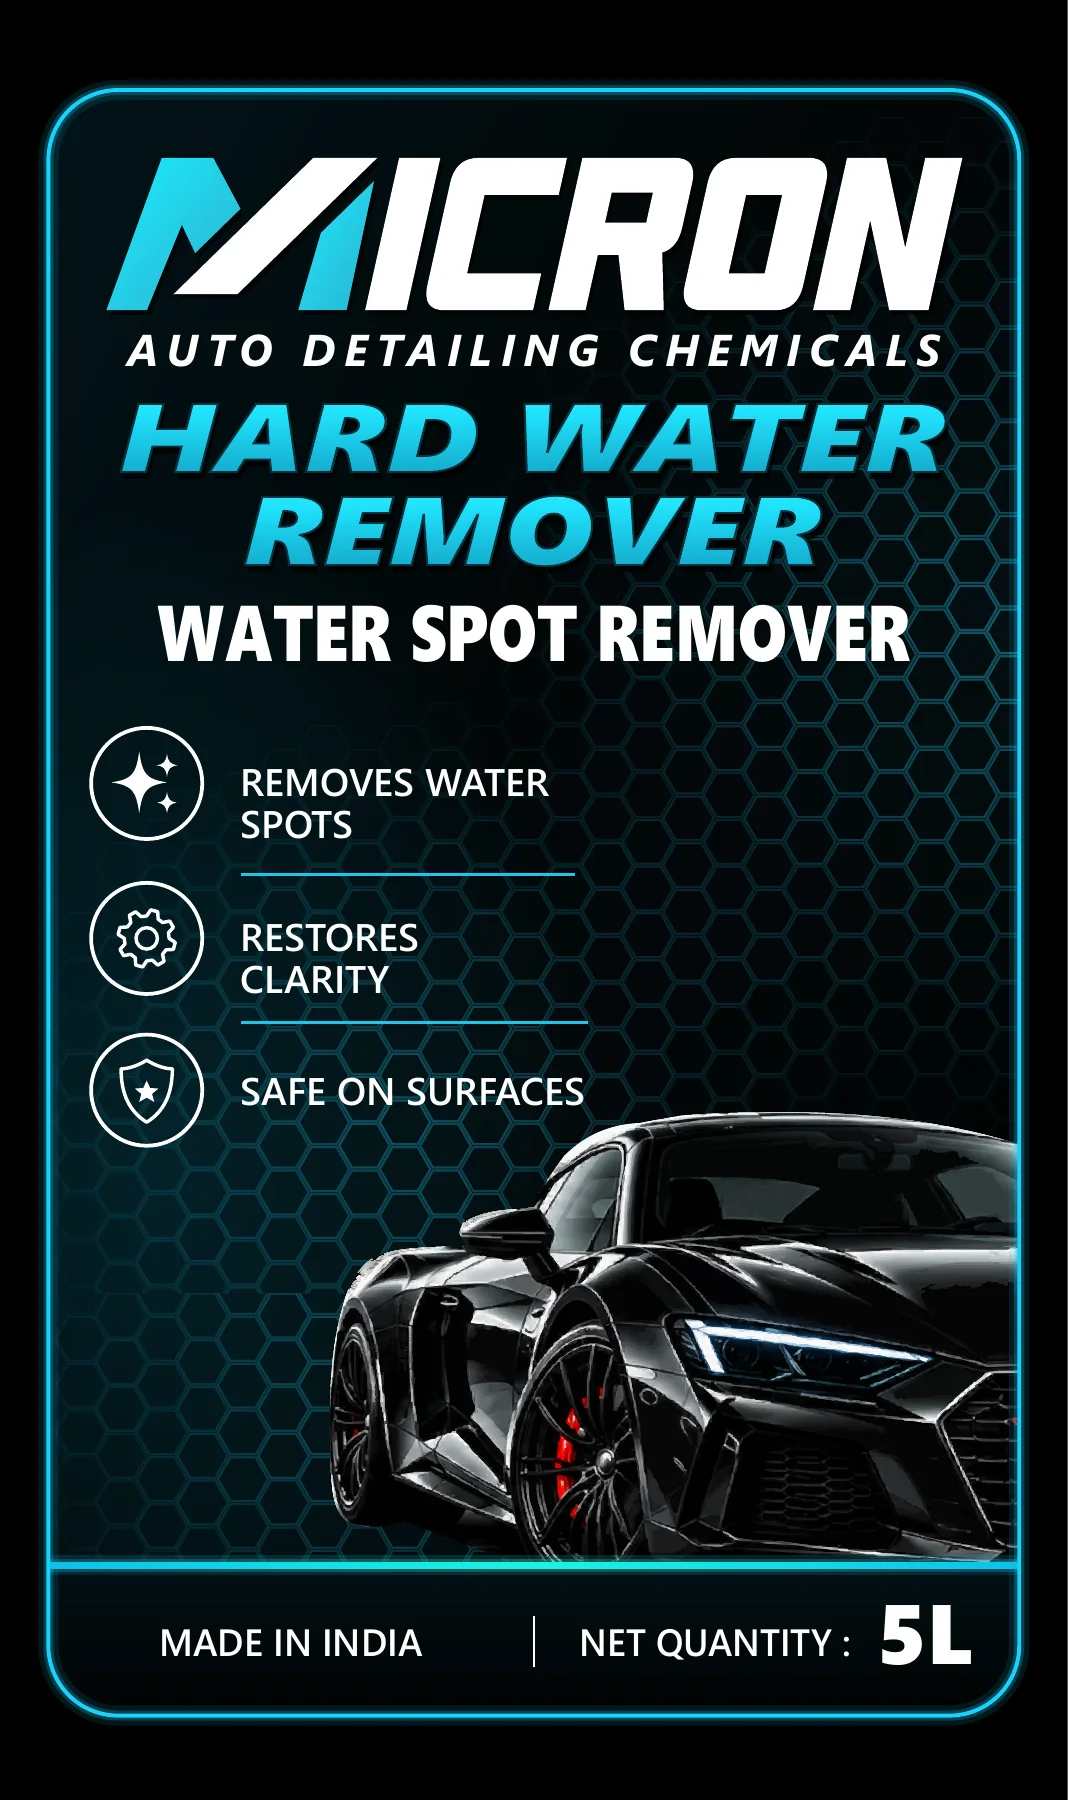 MICRON
AUTO DETAILING CHEMICALS
HARD WATER
REMOVER
WATER SPOT REMOVER
REMOVES WATER
SPOTS
RESTORES
CLARITY
SAFE ON SURFACES
MADE IN INDIA
NET QUANTITY : 5L